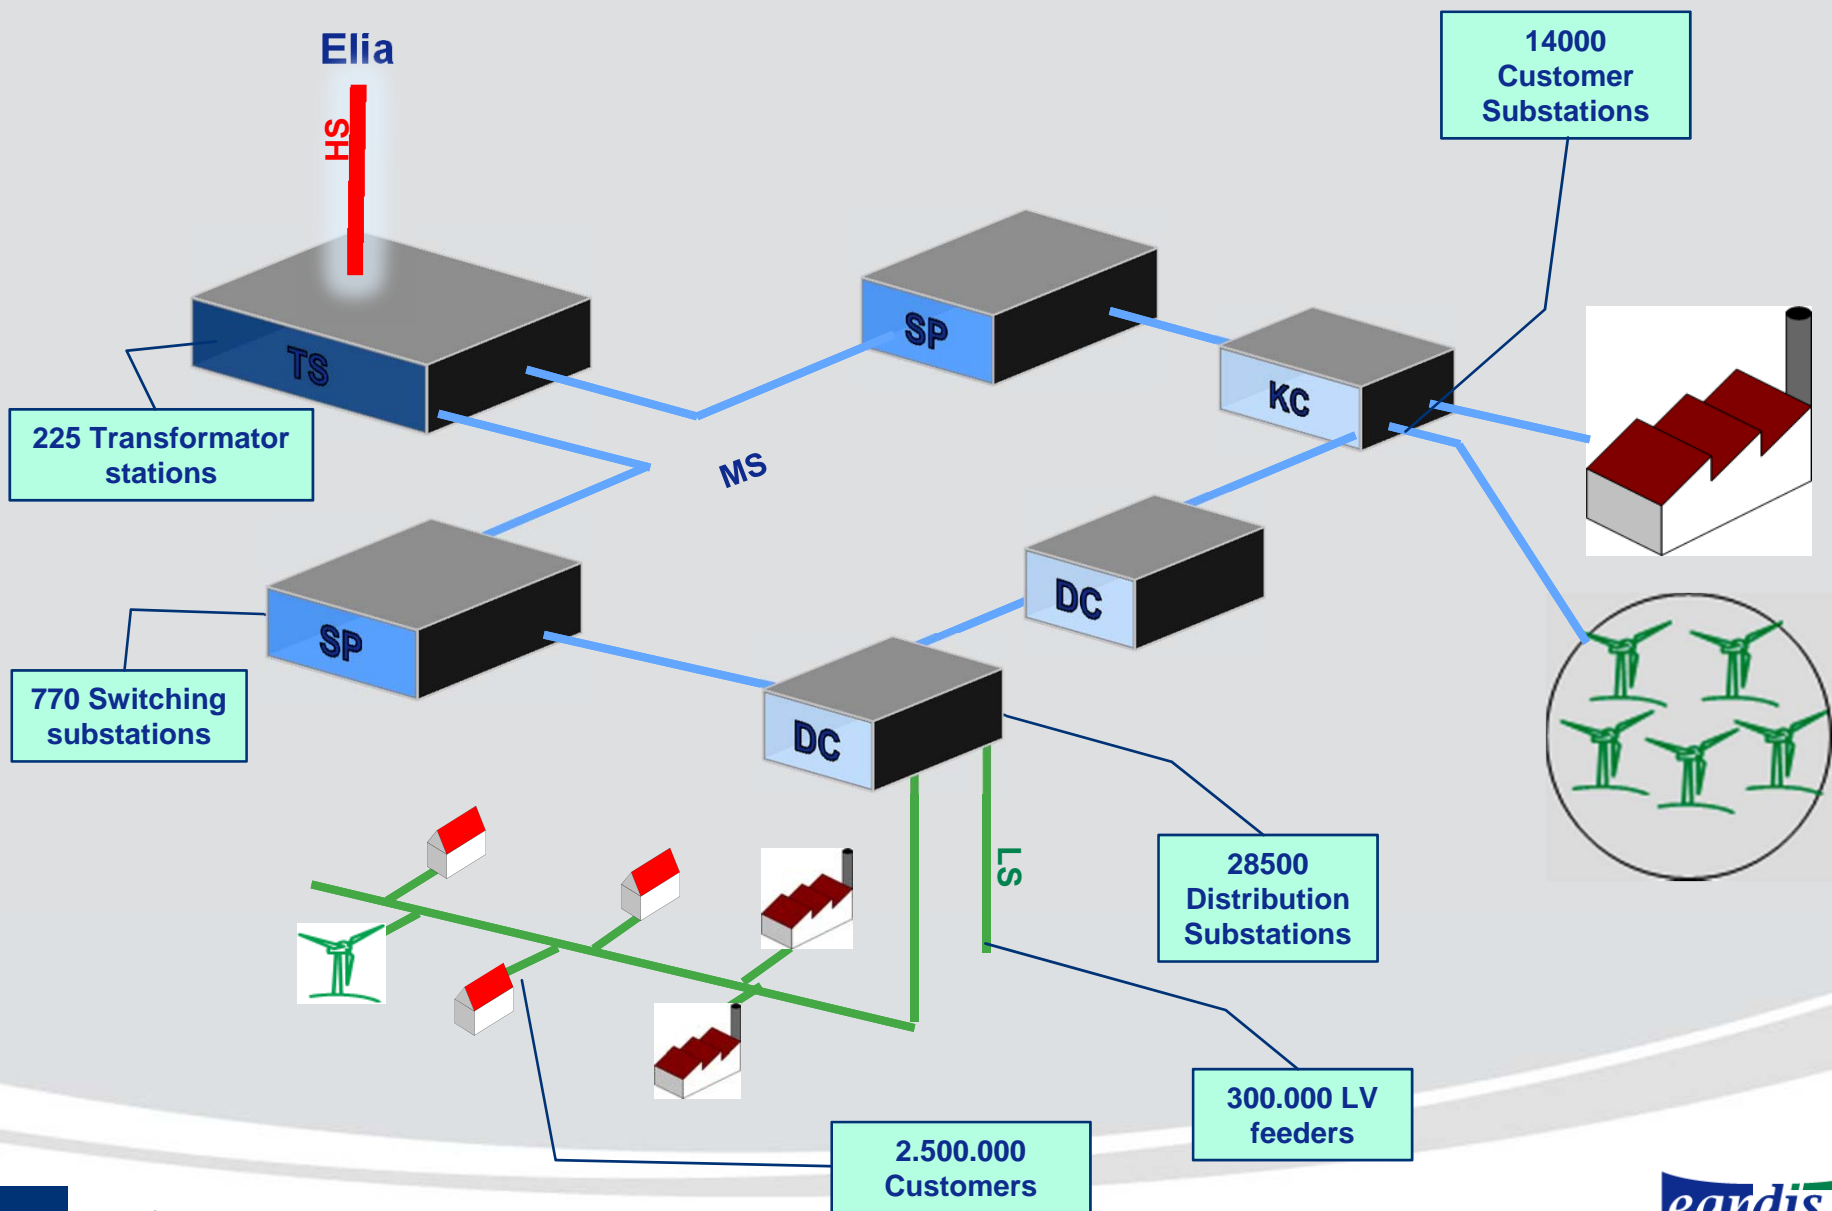 Elia
HS
14000
Customer
Substations
SP
TS
KC
225 Transformator
stations
MS
DC
SP
770 Switching
substations
DC
LS
28500
Distribution
Substations
300.000 LV
feeders
2.500.000
Customers
eandis